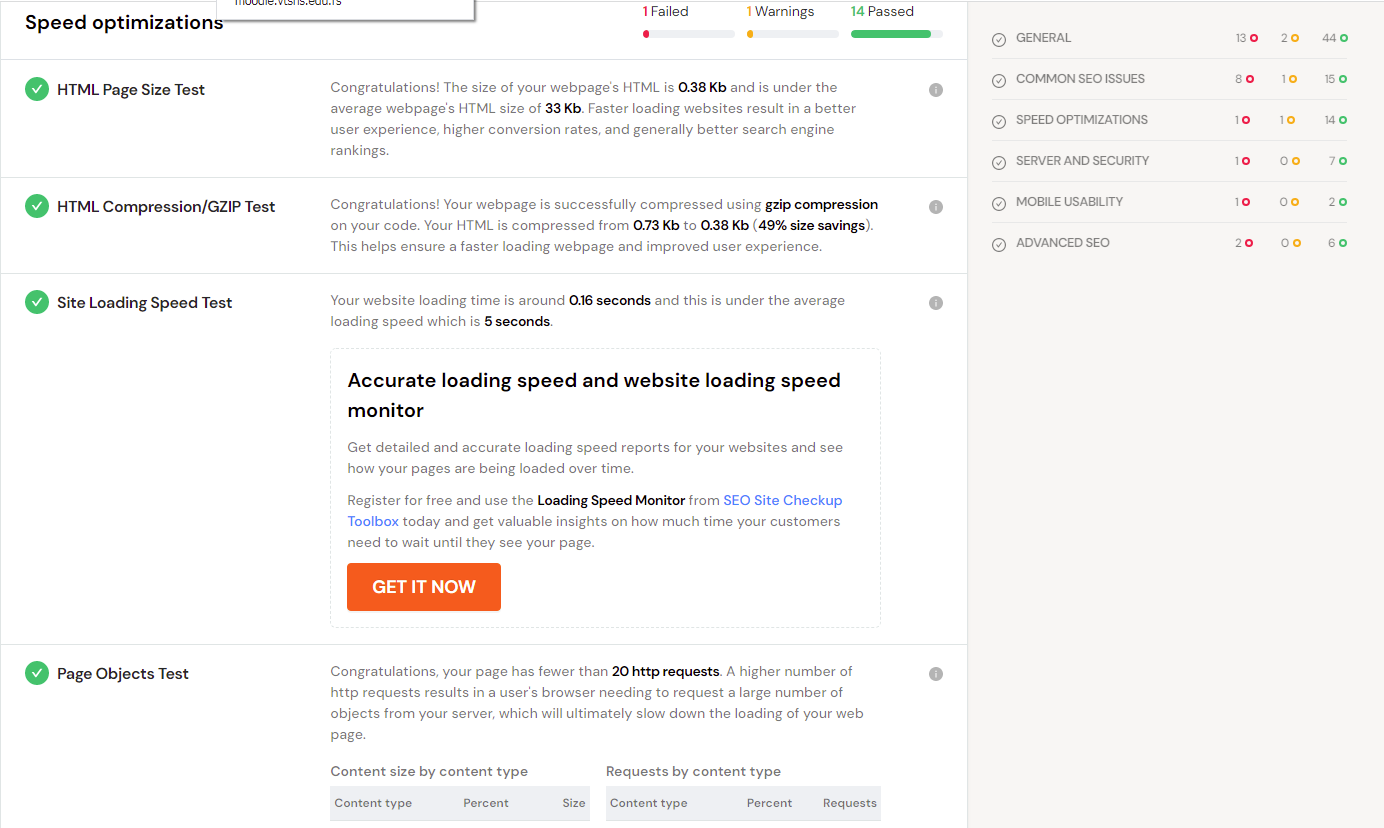 moodle.vtsns.edu.rs
Speed optimizations
1 Failed
1 Warnings
14 Passed
HTML Page Size Test
Congratulations! The size of your webpage's HTML is 0.38 Kb and is under the
average webpage's HTML size of 33 Kb. Faster loading websites result in a better
user experience, higher conversion rates, and generally better search engine
rankings.
HTML Compression/GZIP Test
Congratulations! Your webpage is successfully compressed using gzip compression
on your code. Your HTML is compressed from 0.73 Kb to 0.38 Kb (49% size savings).
This helps ensure a faster loading webpage and improved user experience.
Site Loading Speed Test
Your website loading time is around 0.16 seconds and this is under the average
loading speed which is 5 seconds.
Accurate loading speed and website loading speed
monitor
Get detailed and accurate loading speed reports for your websites and see
how your pages are being loaded over time.
Register for free and use the Loading Speed Monitor from SEO Site Checkup
Toolbox today and get valuable insights on how much time your customers
need to wait until they see your page.
GET IT NOW
Page Objects Test
Congratulations, your page has fewer than 20 http requests. A higher number of
http requests results in a user's browser needing to request a large number of
objects from your server, which will ultimately slow down the loading of your web
page.
Content size by content type
Content type Percent Size
Requests by content type
Content type Percent Requests
GENERAL 13 2 44
COMMON SEO ISSUES 8 1 15
SPEED OPTIMIZATIONS 1 1 14
SERVER AND SECURITY 1 0 7
MOBILE USABILITY 1 0 2
ADVANCED SEO 2 0 6